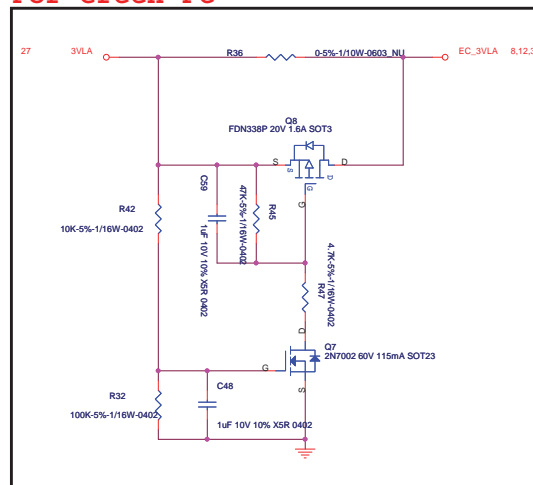 27 3VLA R36 0-5%-1/10W-0603_NU EC_3VLA 8,12,3
Q8
FDN338P 20V 1.6A SOT3
S D
S D
G
G
C59
1uF 10V 10% X5R 0402
47K-5%-1/16W-0402
R45
R42
10K-5%-1/16W-0402
4.7K-5%-1/16W-0402
R47
D
Q7
2N7002 60V 115mA SOT23
G
S
C48
1uF 10V 10% X5R 0402
R32
100K-5%-1/16W-0402